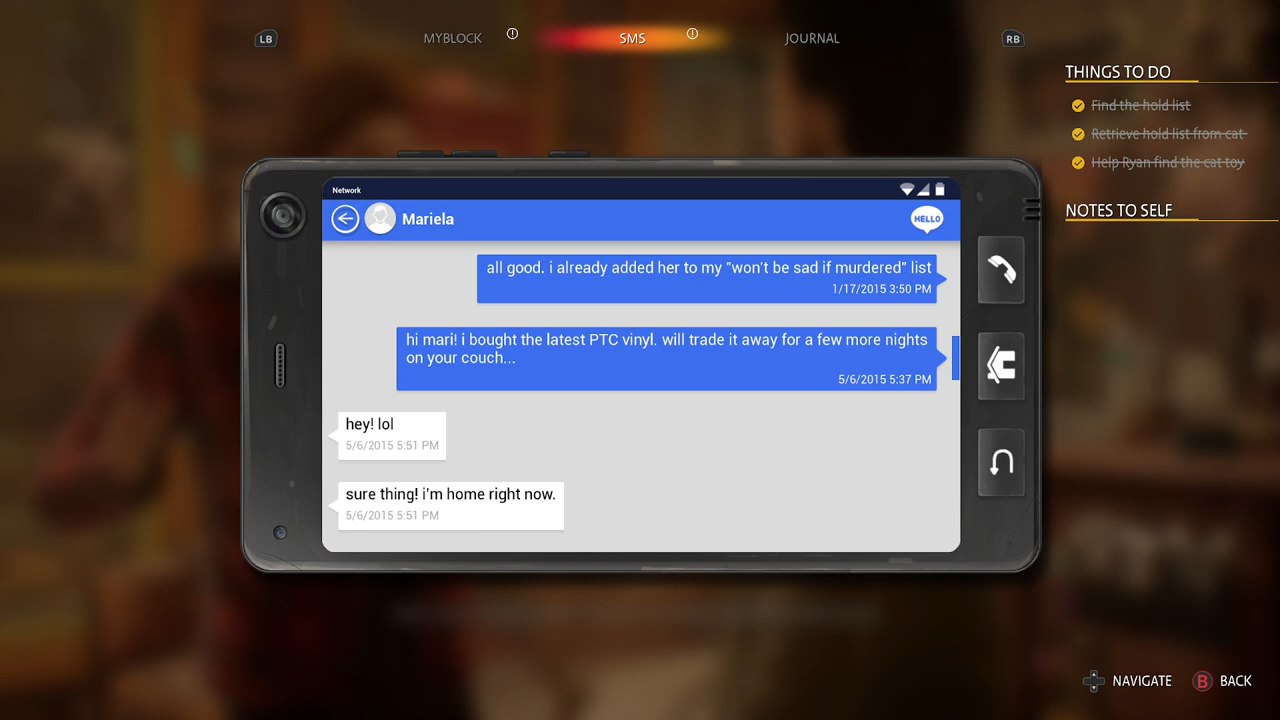 LB
MYBLOCK
SMS
JOURNAL
RB
THINGS TO DO
Find the hold list
Retrieve hold list from cat
Help Ryan find the cat toy
NOTES TO SELF
Network
Mariela
HELLO
all good. i already added her to my "won't be sad if murdered" list
1/17/2015 3:50 PM
hi mari! i bought the latest PTC vinyl. will trade it away for a few more nights
on your couch...
5/6/2015 5:37 PM
hey! lol
5/6/2015 5:51 PM
sure thing! i'm home right now.
5/6/2015 5:51 PM
NAVIGATE
B BACK